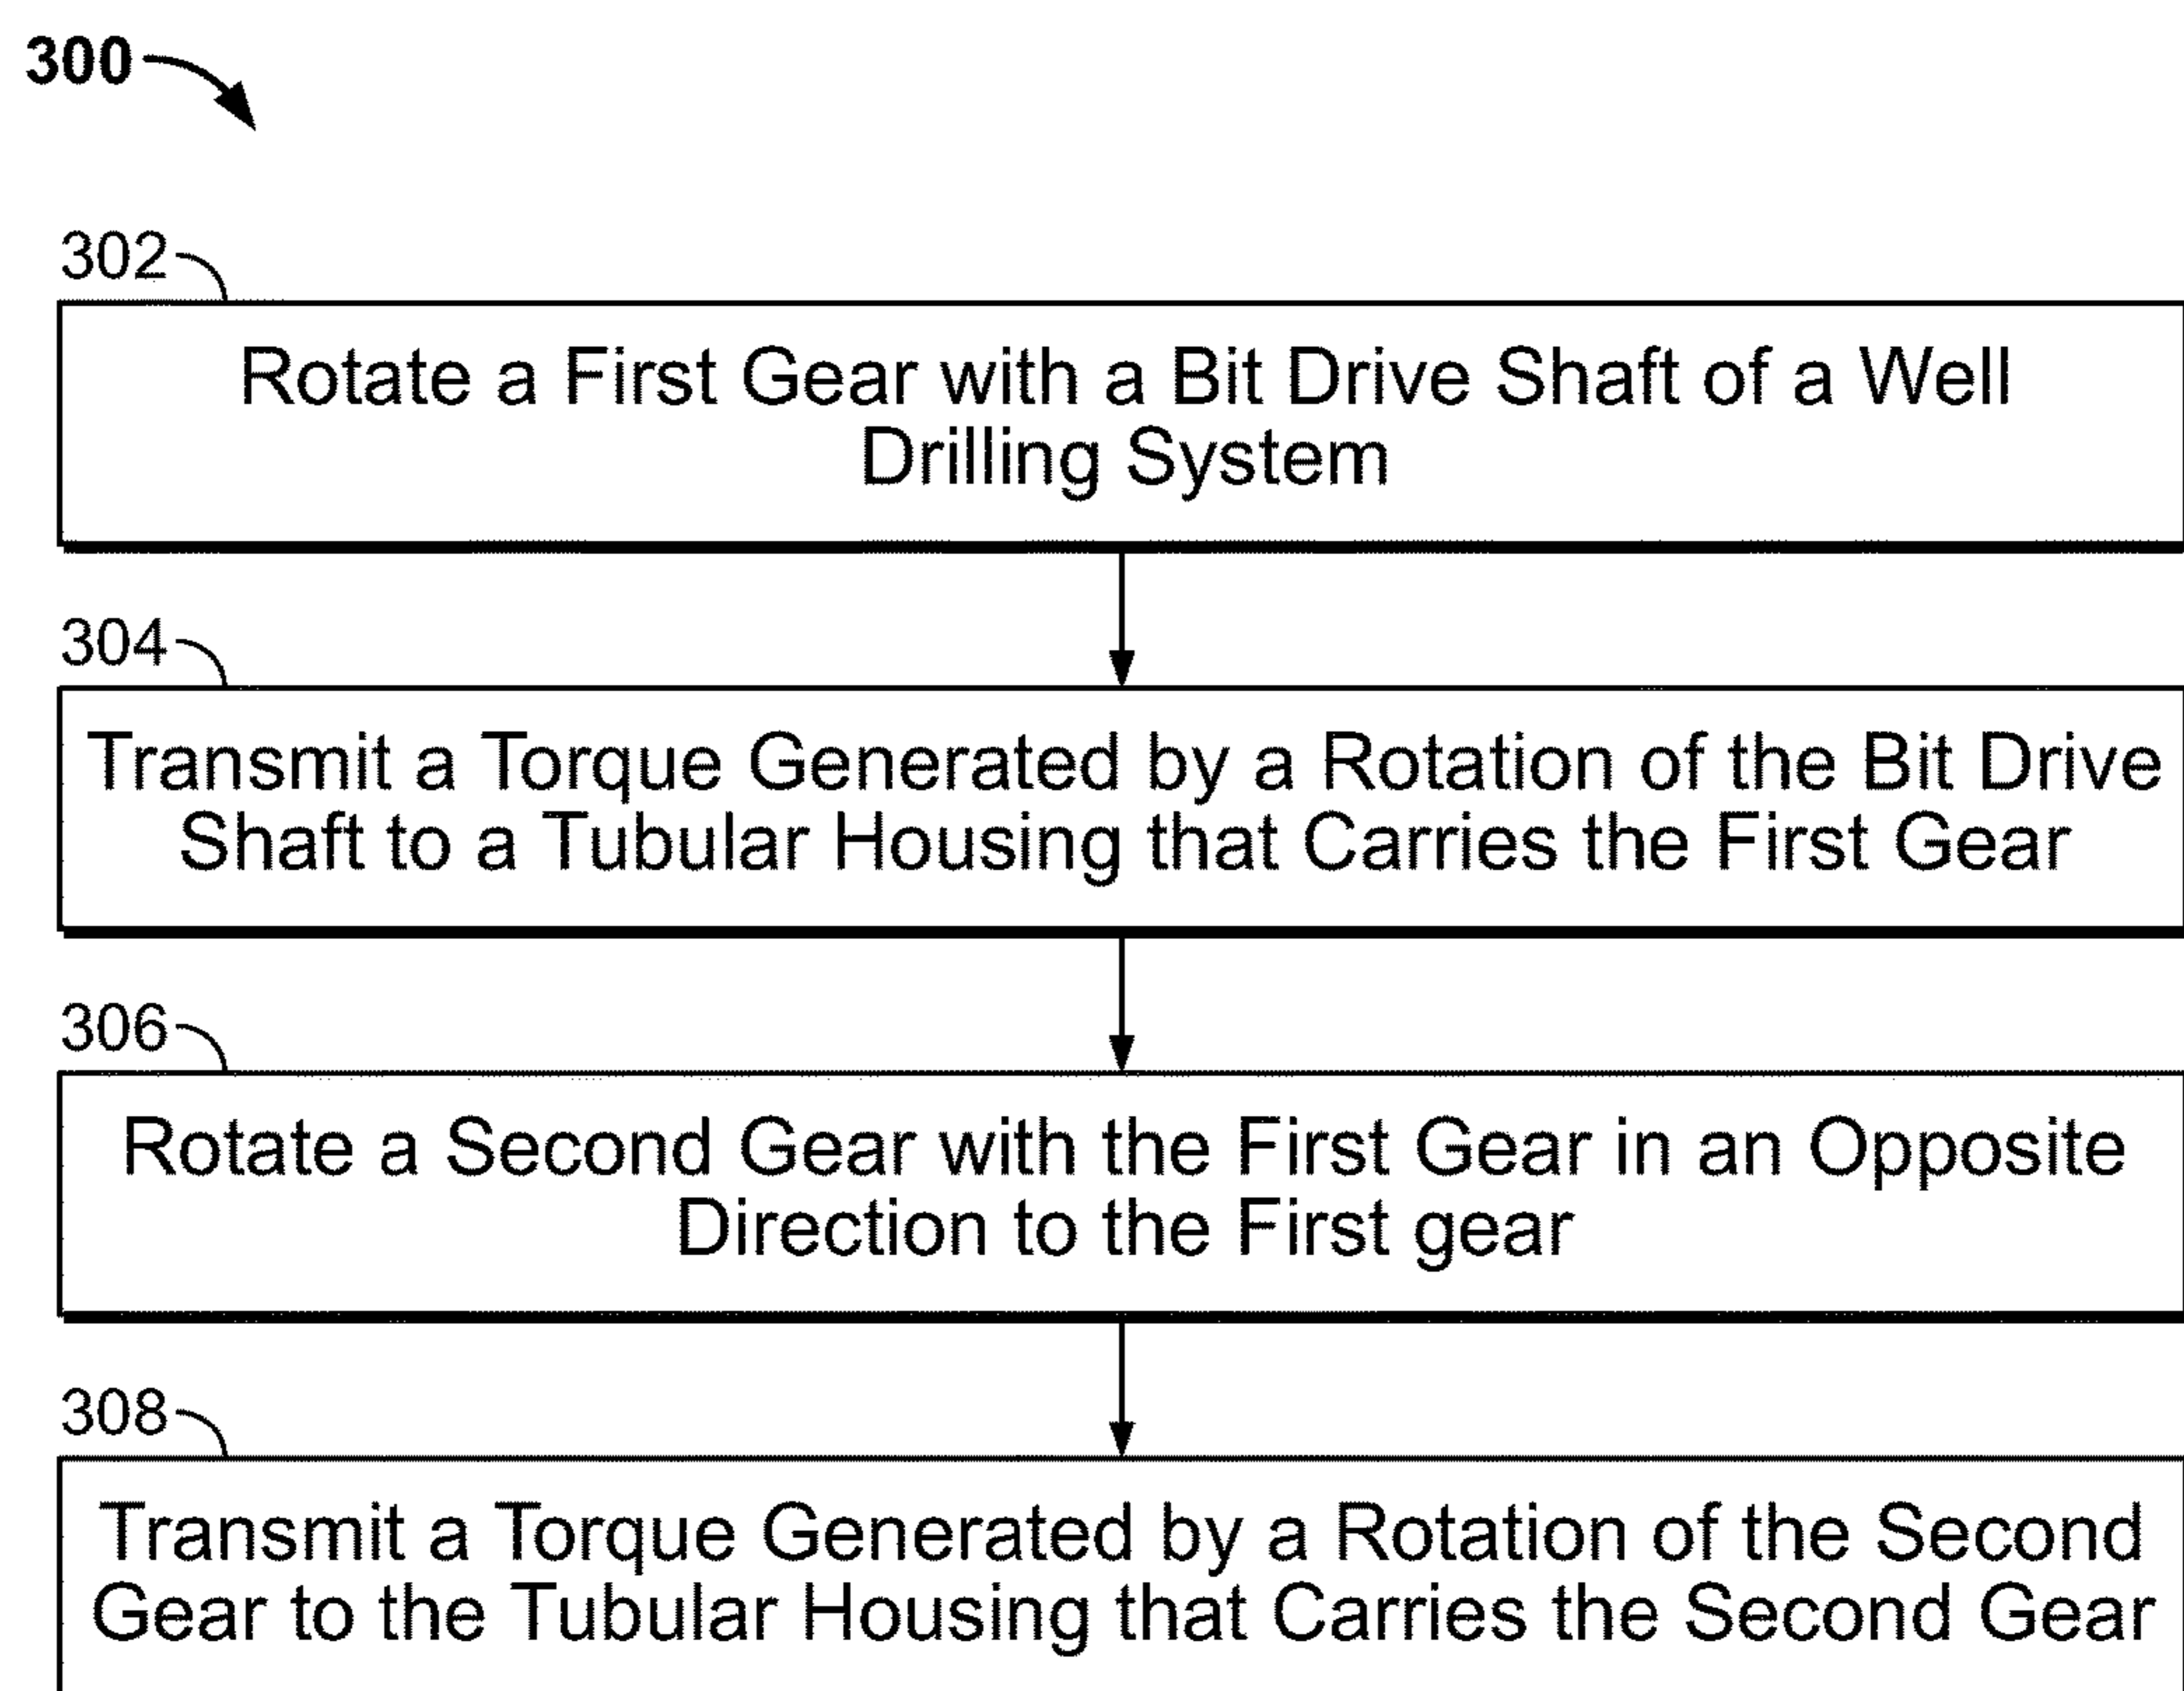 300
302
Rotate a First Gear with a Bit Drive Shaft of a Well
Drilling System
304
Transmit a Torque Generated by a Rotation of the Bit Drive
Shaft to a Tubular Housing that Carries the First Gear
306
Rotate a Second Gear with the First Gear in an Opposite
Direction to the First gear
308
Transmit a Torque Generated by a Rotation of the Second
Gear to the Tubular Housing that Carries the Second Gear